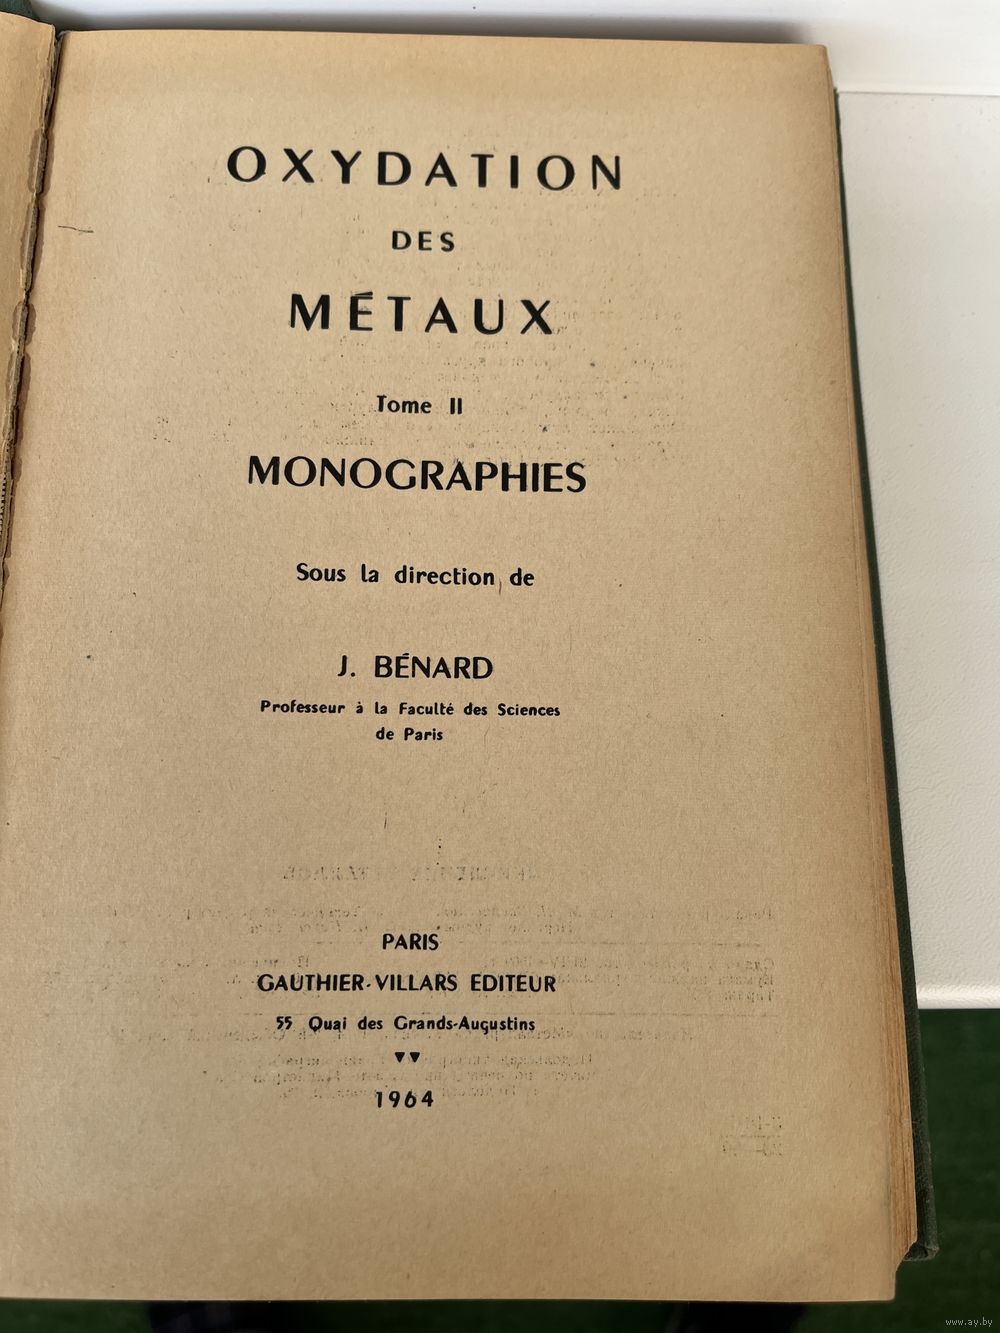 OXYDATION
DES
MÉTAUX
Tome II
MONOGRAPHIES
Sous la direction de
J. BÉNARD
Professeur à la Faculté des Sciences
de Paris
PARIS
GAUTHIER-VILLARS EDITEUR
55 Quai des Grands-Augustins
1964
www.ay.by